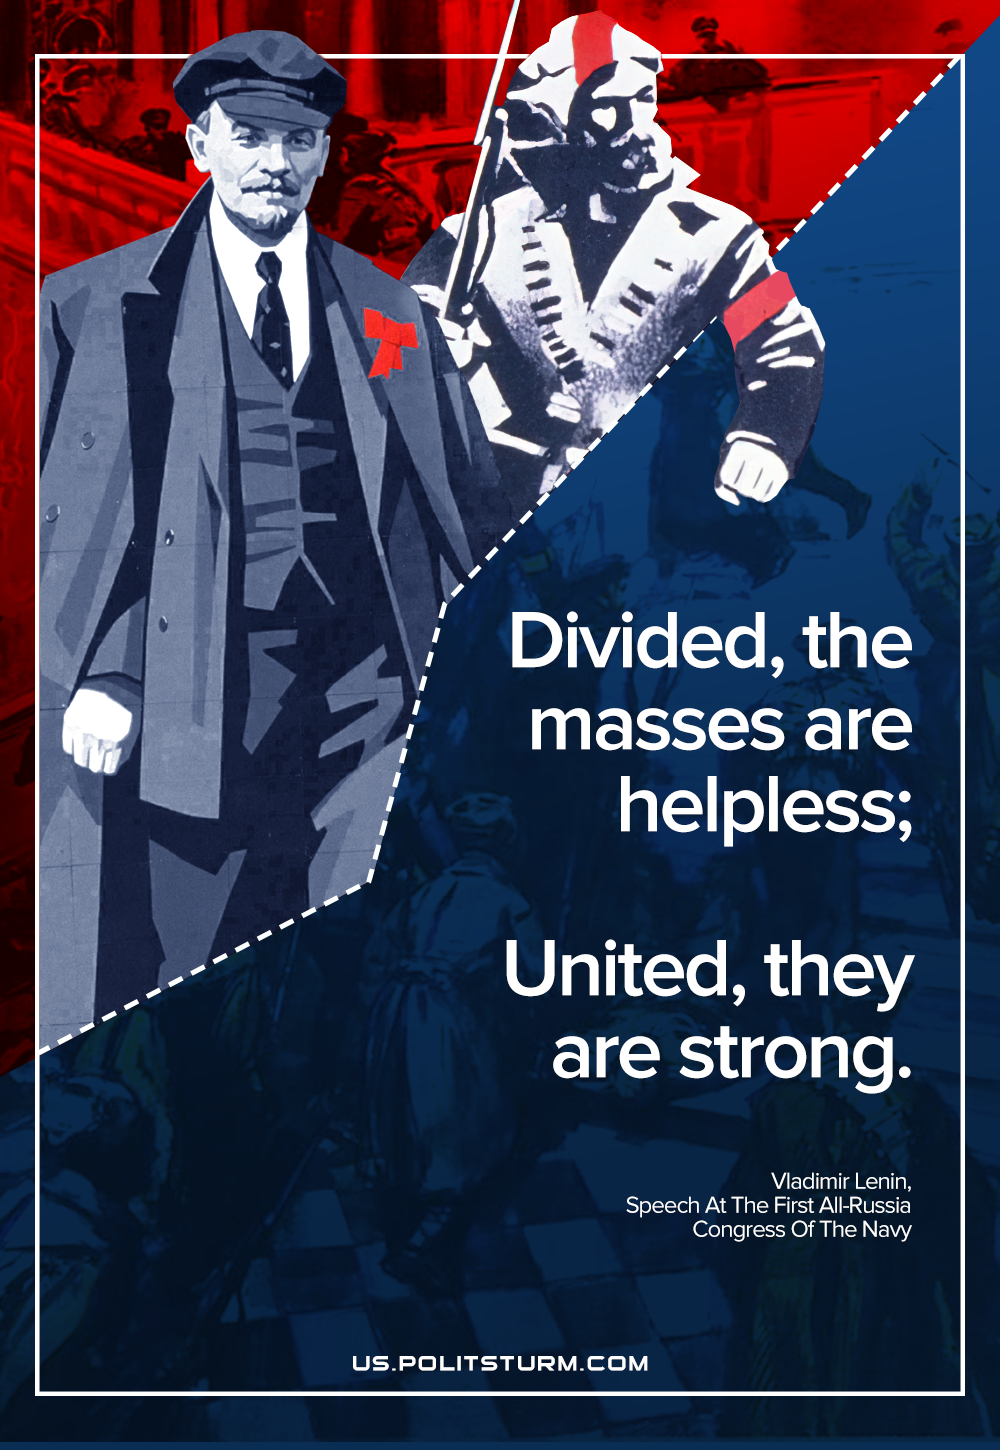 Divided, the
masses are
helpless;
United, they
are strong.
Vladimir Lenin,
Speech At The First All-Russia
Congress Of The Navy
US.POLITSTURM.COM